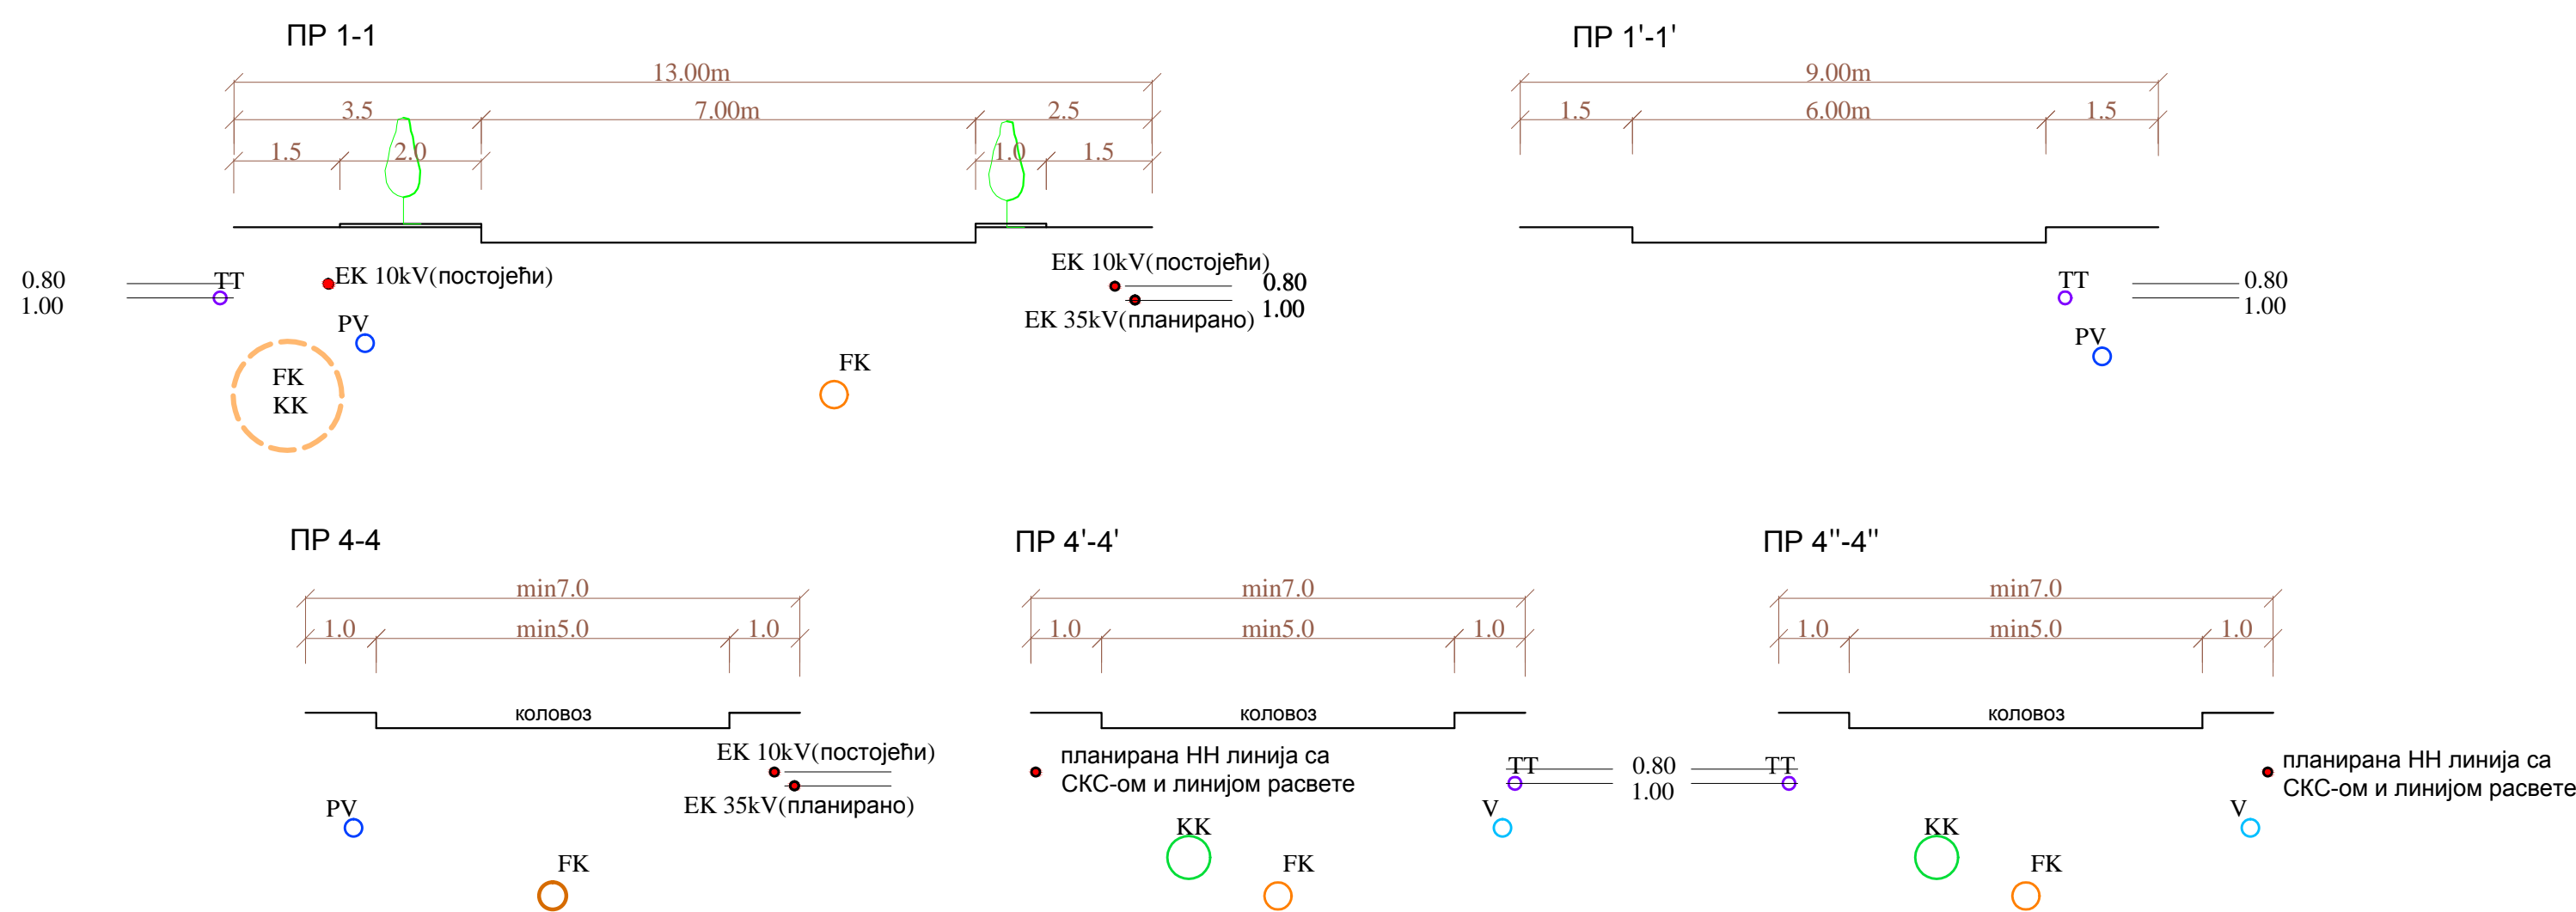 ПР 1-1
13.00m
3.5
7.00m
2.5
1.5
2.0
1.0
1.5
0.80
1.00
TT
EK 10kV(постојећи)
PV
FK
KK
FK
EK 10kV(постојећи)
0.80
EK 35kV(планирано)
1.00
ПР 1'-1'
9.00m
1.5
6.00m
1.5
TT
0.80
1.00
PV
ПР 4-4
min7.0
1.0
min5.0
1.0
коловоз
EK 10kV(постојећи)
EK 35kV(планирано)
PV
FK
ПР 4'-4'
min7.0
1.0
min5.0
1.0
коловоз
планирана НН линија са
СКС-ом и линијом расвете
TT
0.80
1.00
V
KK
FK
ПР 4''-4''
min7.0
1.0
min5.0
1.0
коловоз
TT
планирана НН линија са
СКС-ом и линијом расвете
V
KK
FK